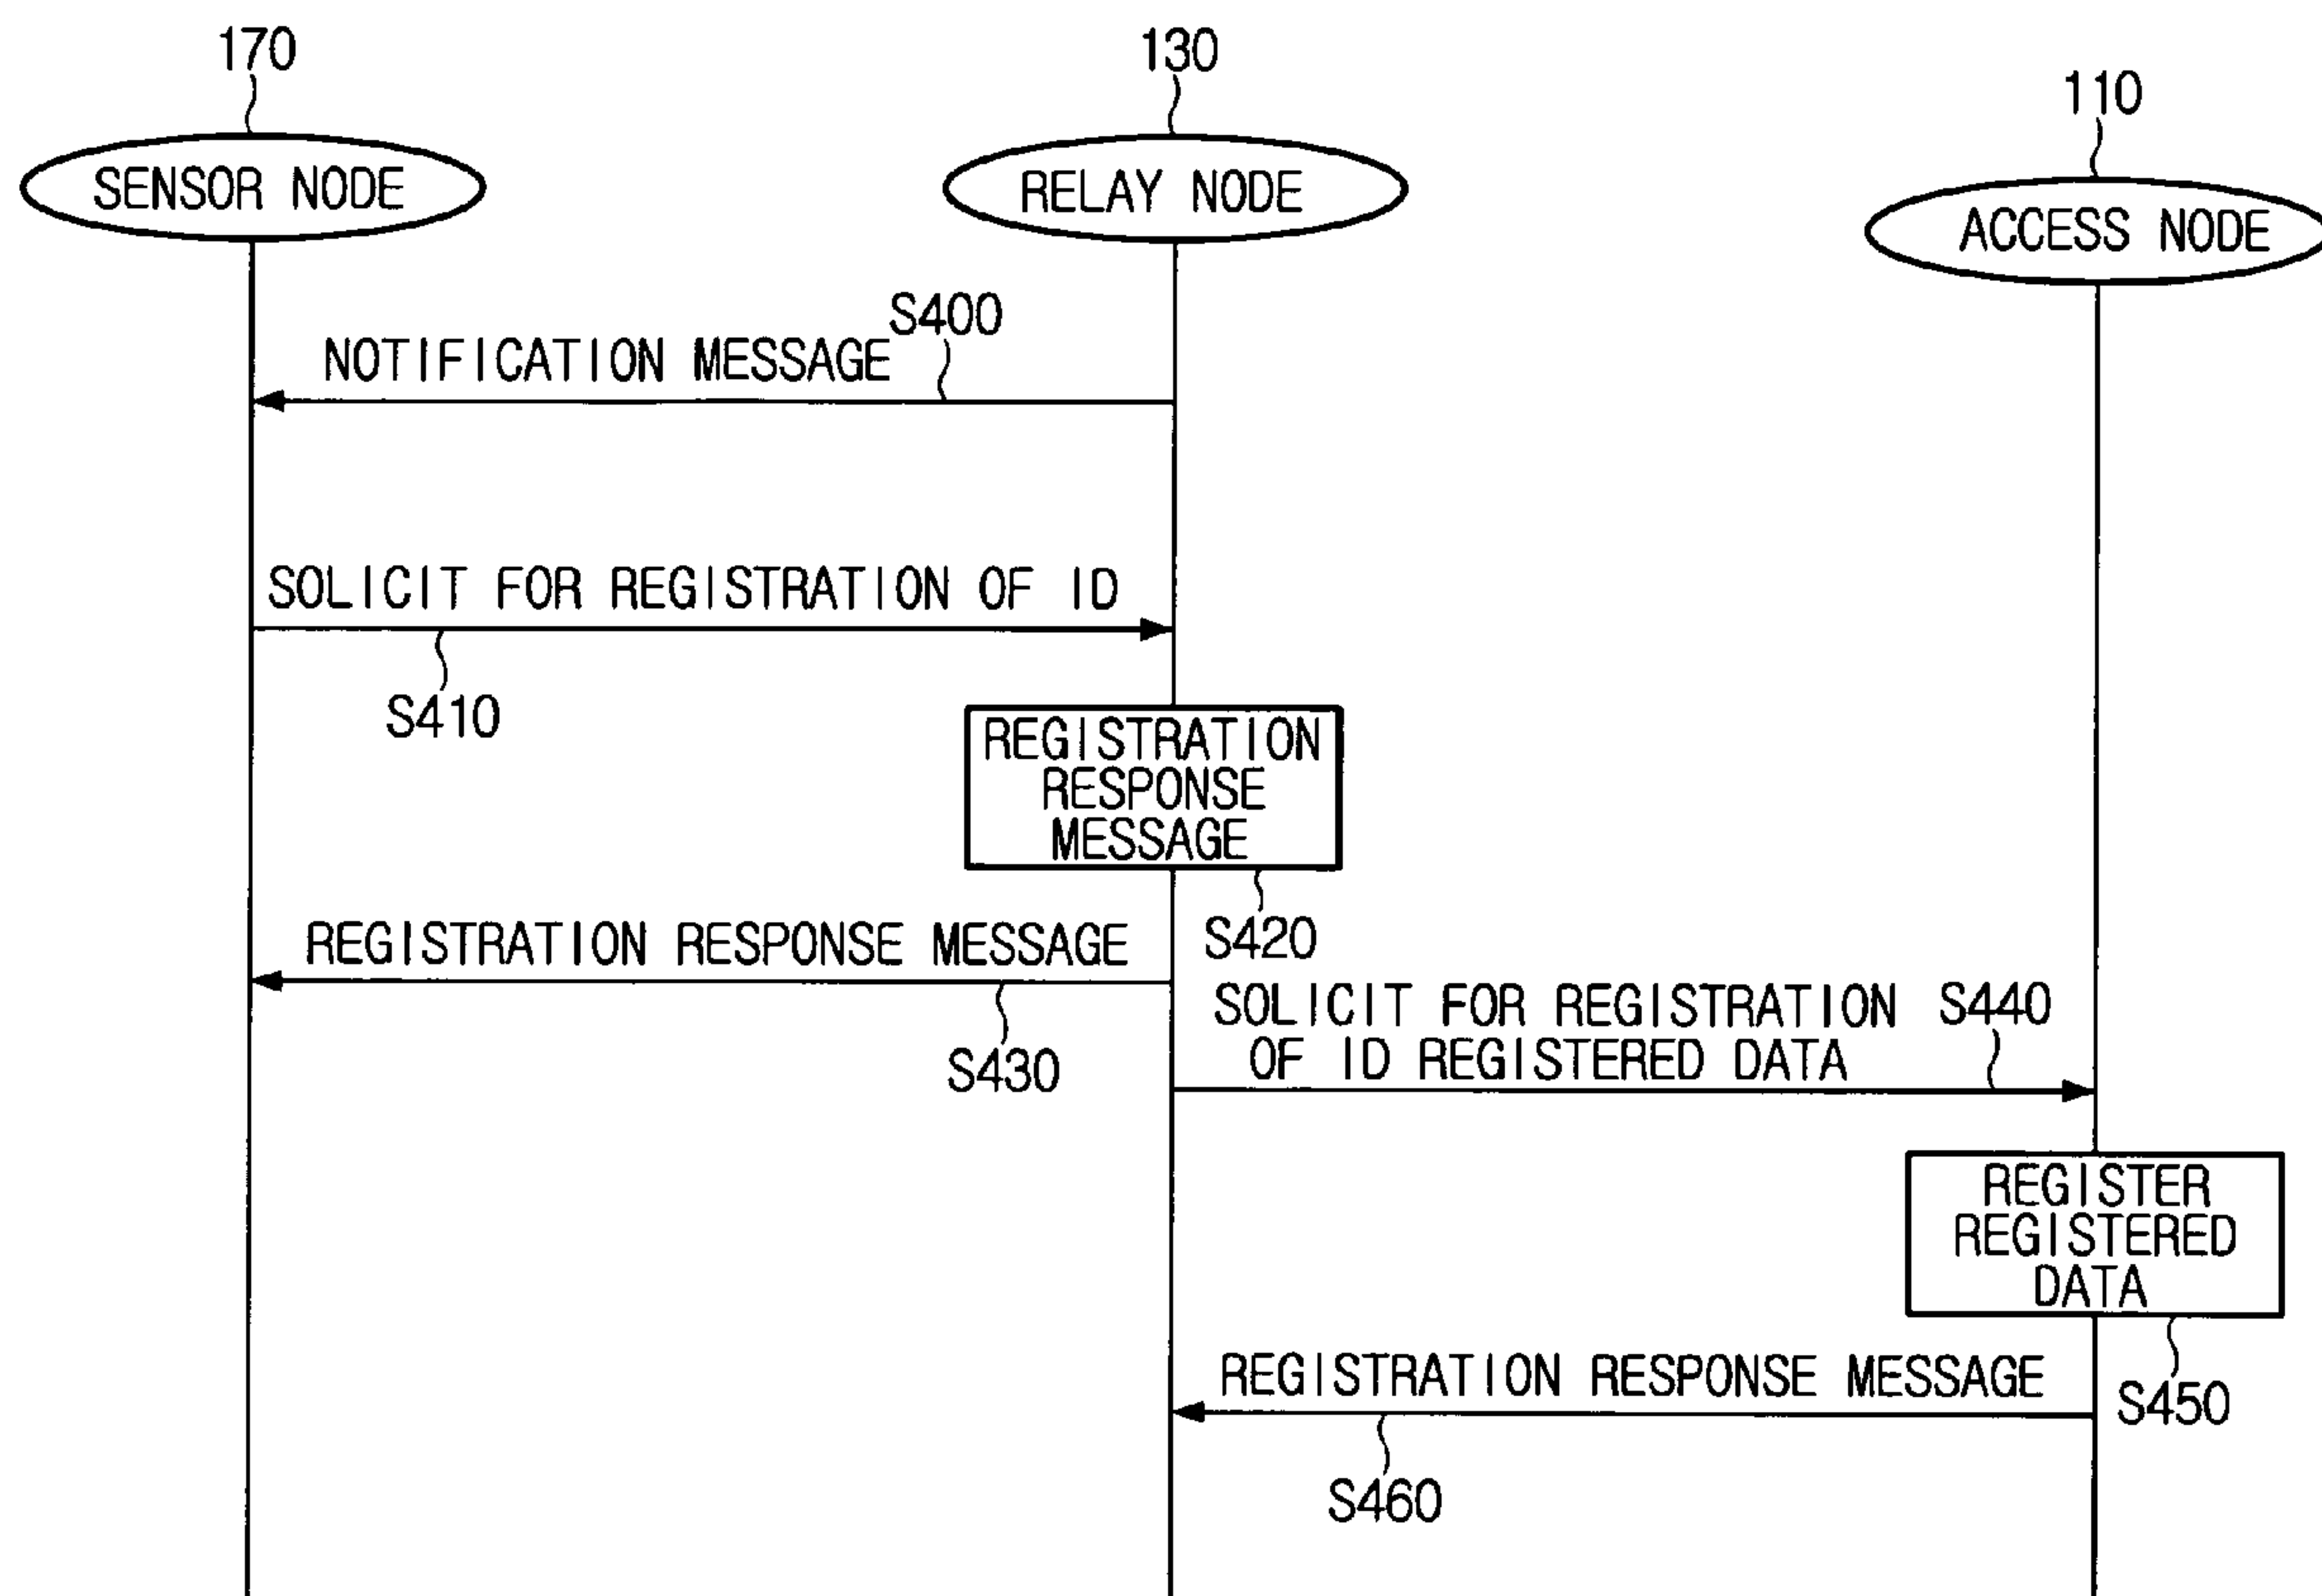 170
130
110
SENSOR NODE
RELAY NODE
ACCESS NODE
S400
NOTIFICATION MESSAGE
SOLICIT FOR REGISTRATION OF ID
S410
REGISTRATION
RESPONSE
MESSAGE
S420
REGISTRATION RESPONSE MESSAGE
S430
SOLICIT FOR REGISTRATION
OF ID REGISTERED DATA
S440
REGISTER
REGISTERED
DATA
S450
REGISTRATION RESPONSE MESSAGE
S460